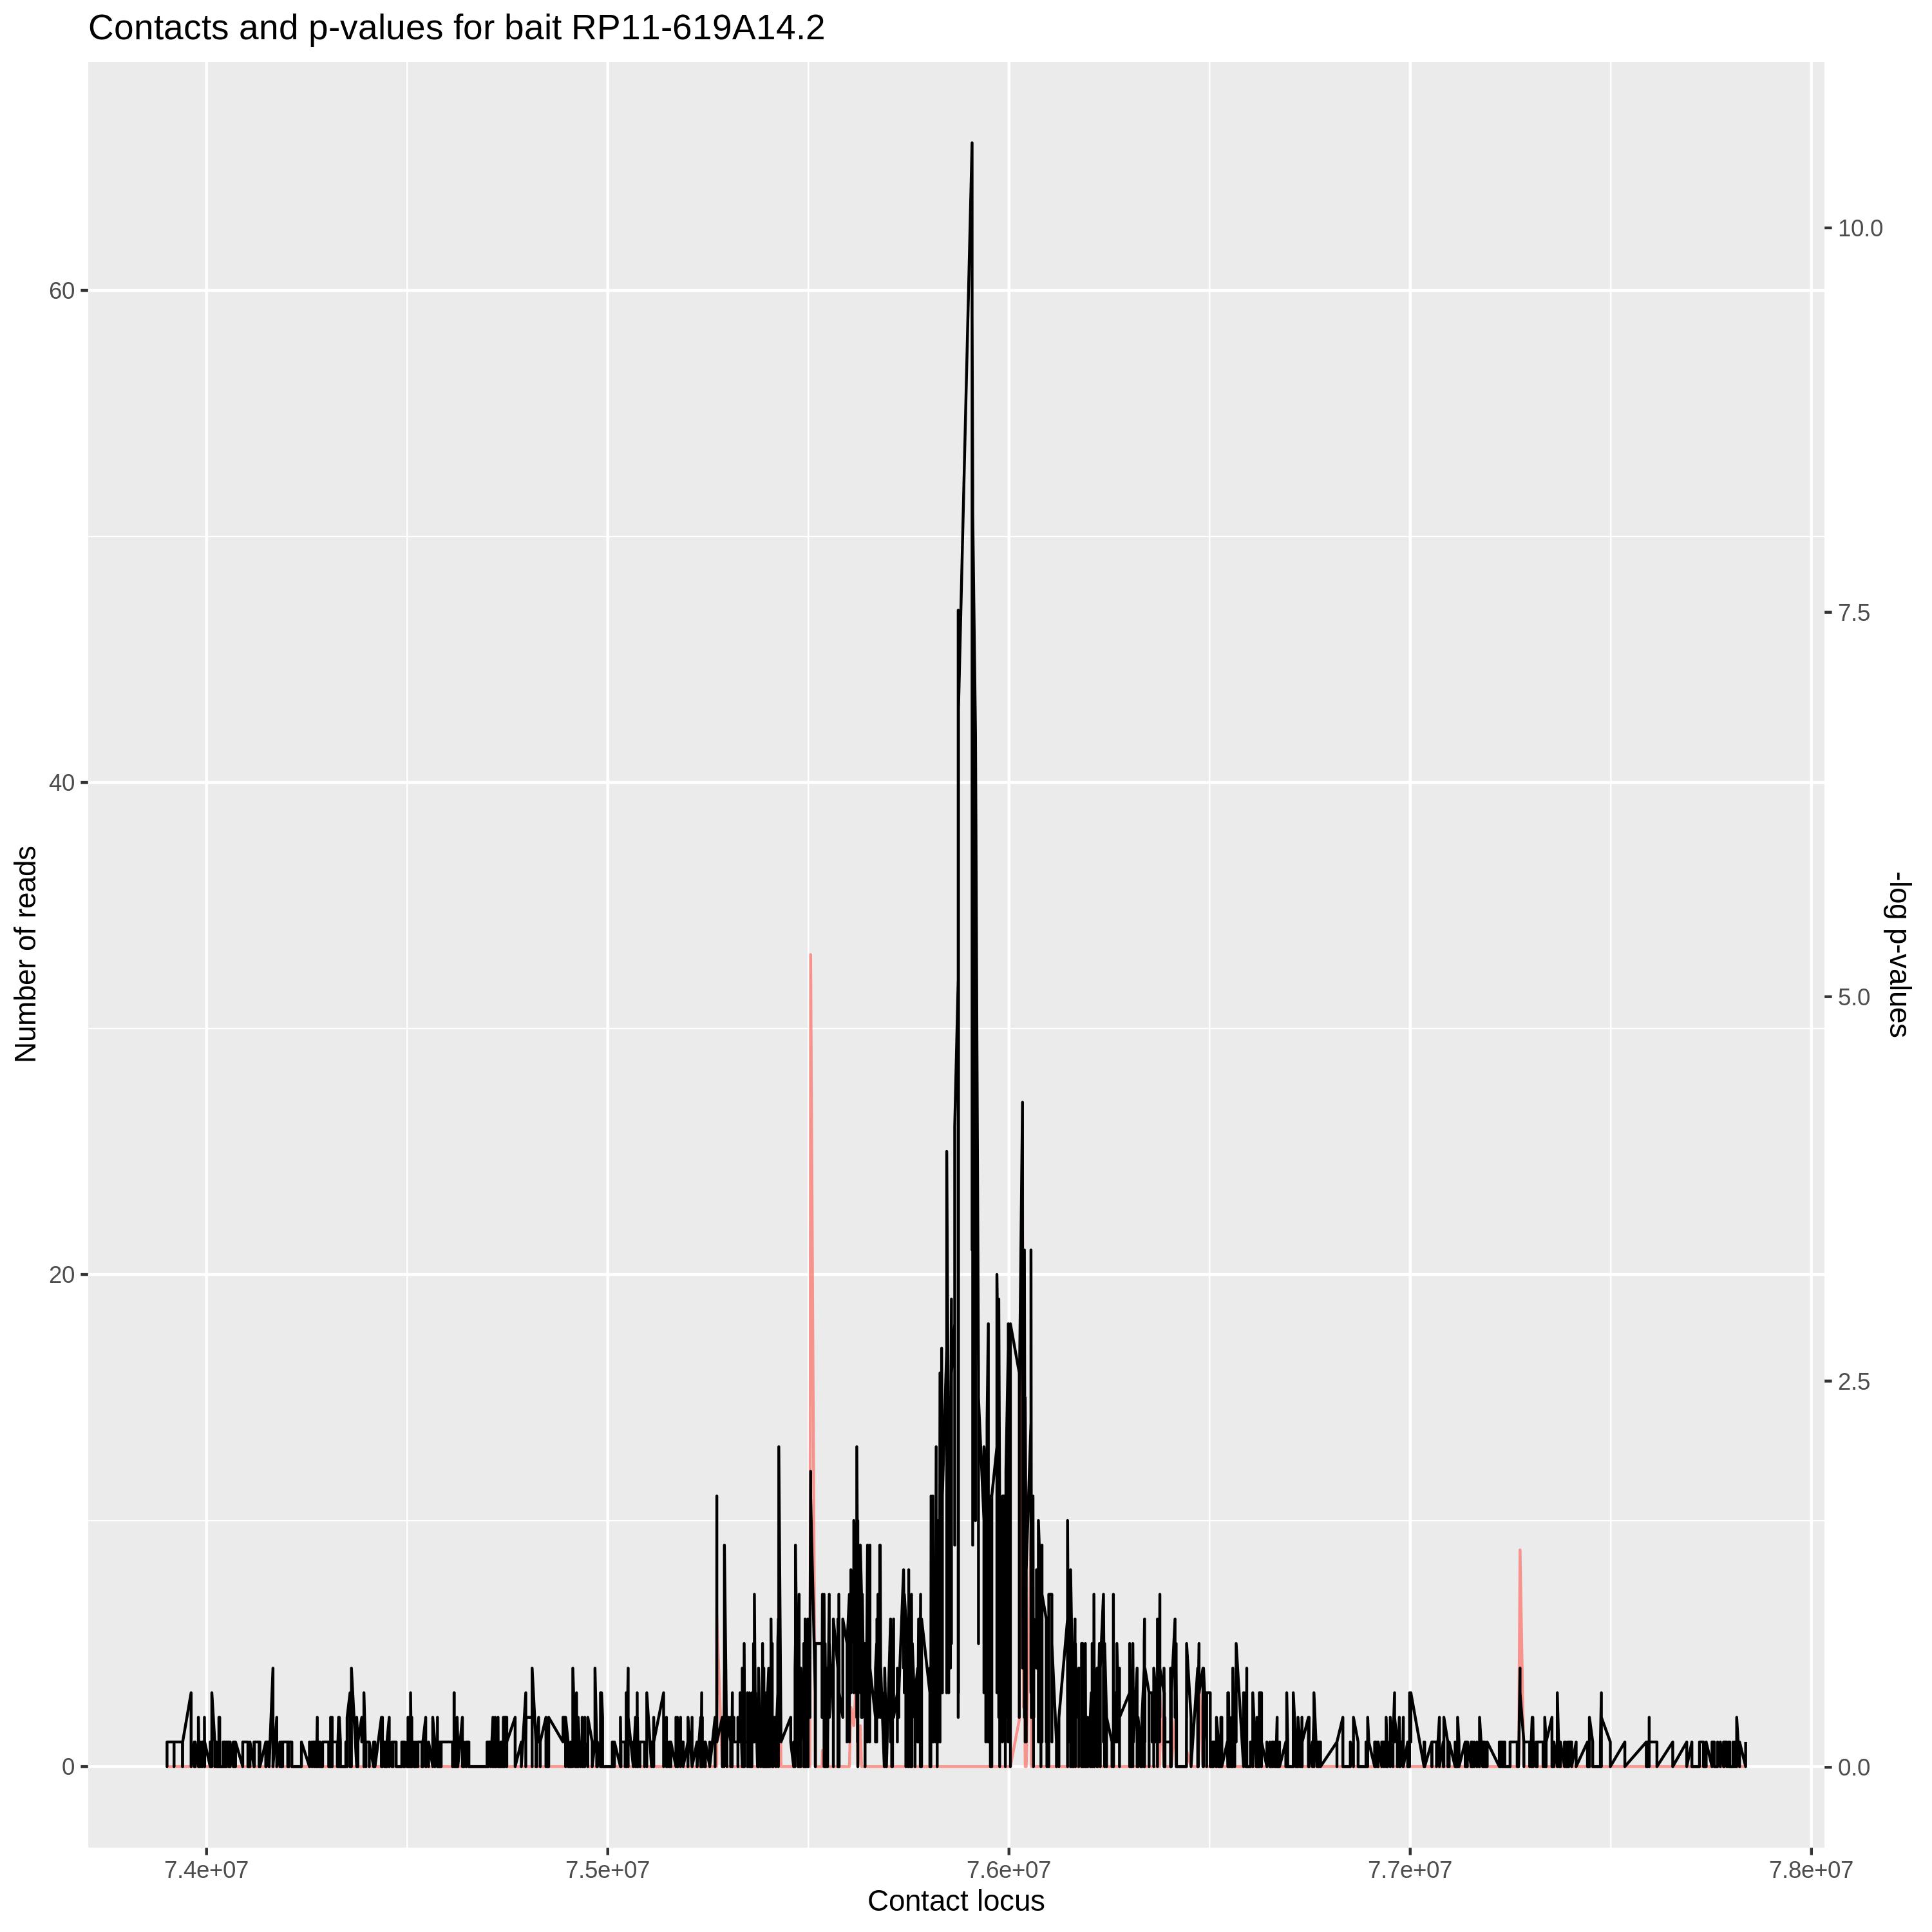 Contacts and p-values for bait RP11-619A14.2
60
40
20
0
Number of reads
10.0
7.5
5.0
2.5
0.0
-log p-values
7.4e+07 7.5e+07 7.6e+07 7.7e+07 7.8e+07
Contact locus